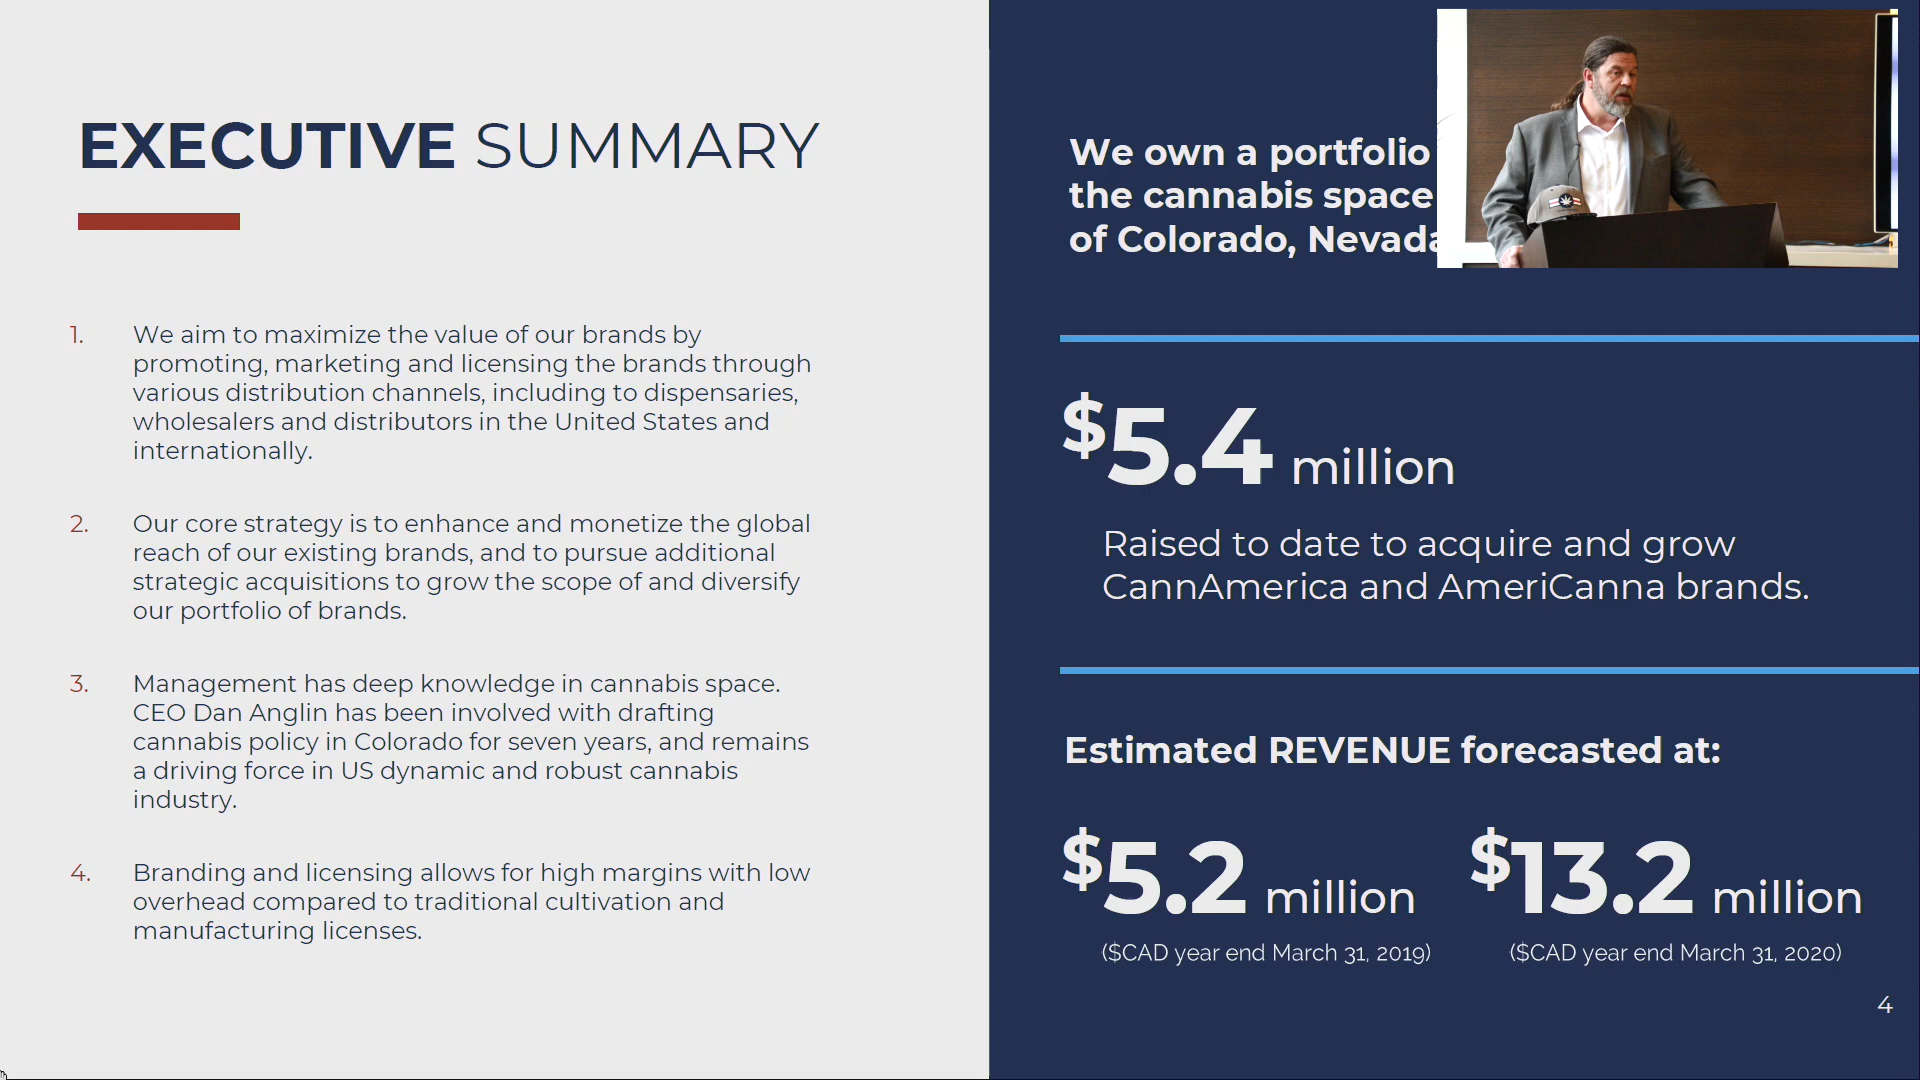 EXECUTIVE SUMMARY
1. We aim to maximize the value of our brands by
promoting, marketing and licensing the brands through
various distribution channels, including to dispensaries,
wholesalers and distributors in the United States and
internationally.
2. Our core strategy is to enhance and monetize the global
reach of our existing brands, and to pursue additional
strategic acquisitions to grow the scope of and diversify
our portfolio of brands.
3. Management has deep knowledge in cannabis space.
CEO Dan Anglin has been involved with drafting
cannabis policy in Colorado for seven years, and remains
a driving force in US dynamic and robust cannabis
industry.
4. Branding and licensing allows for high margins with low
overhead compared to traditional cultivation and
manufacturing licenses.
We own a portfolio
the cannabis space
of Colorado, Nevada
$5.4 million
Raised to date to acquire and grow
CannAmerica and AmeriCanna brands.
Estimated REVENUE forecasted at:
$5.2 million $13.2 million
($CAD year end March 31, 2019) ($CAD year end March 31, 2020)
4